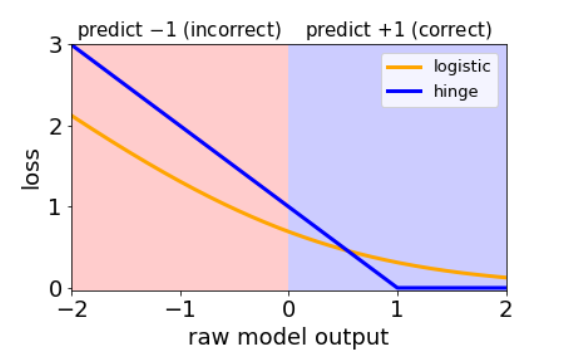 predict −1 (incorrect) predict +1 (correct)
3
2
1
0
loss
logistic
hinge
−2 −1 0 1 2
raw model output